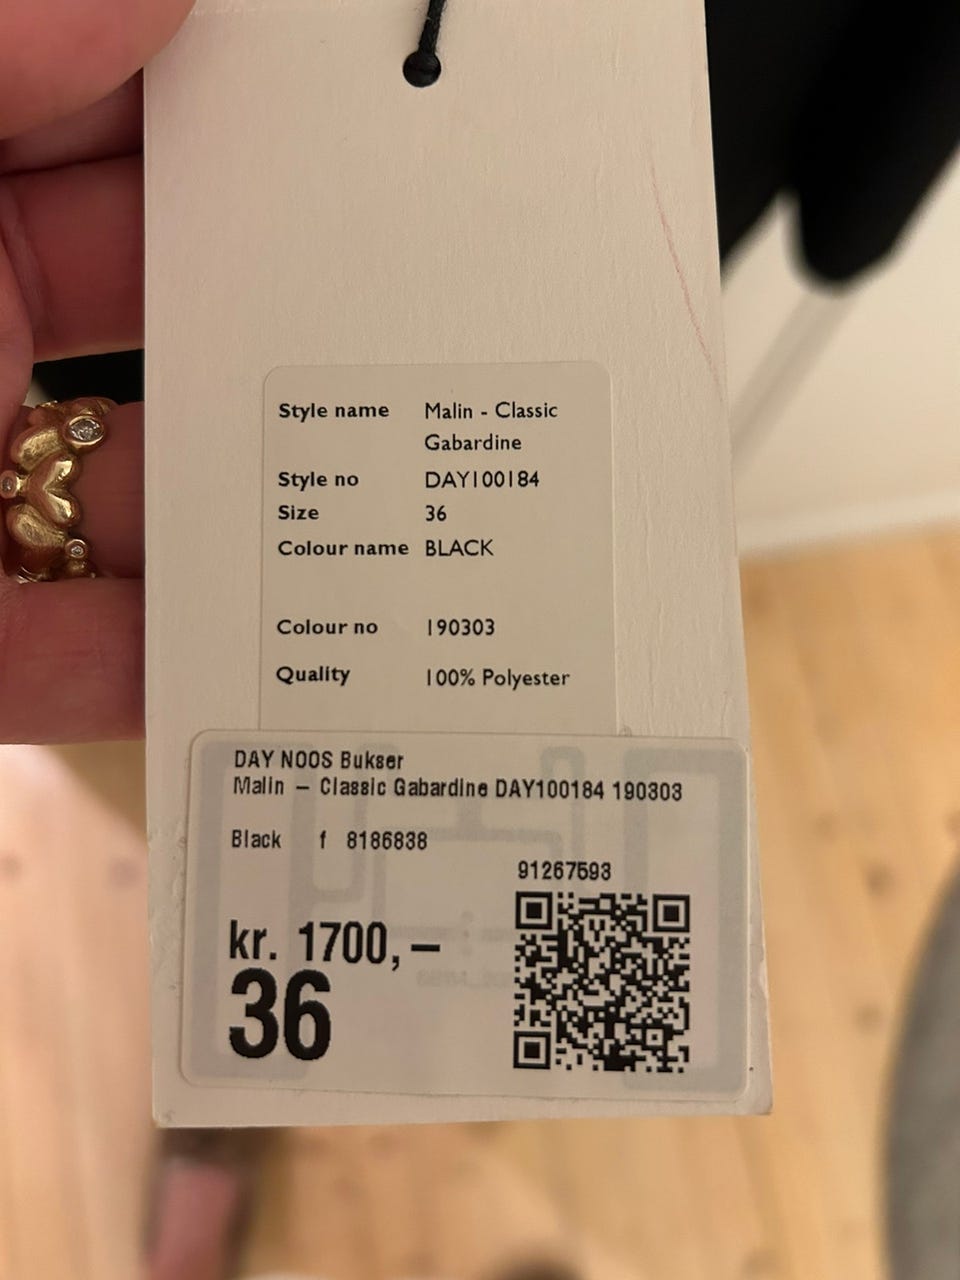 Style name Malin - Classic
Gabardine
Style no DAY100184
Size 36
Colour name BLACK
Colour no 190303
Quality 100% Polyester
DAY NOOS Bukser
Malin – Classic Gabardine DAY100184 190303
Black f 8186838
91267593
kr. 1700,–
36